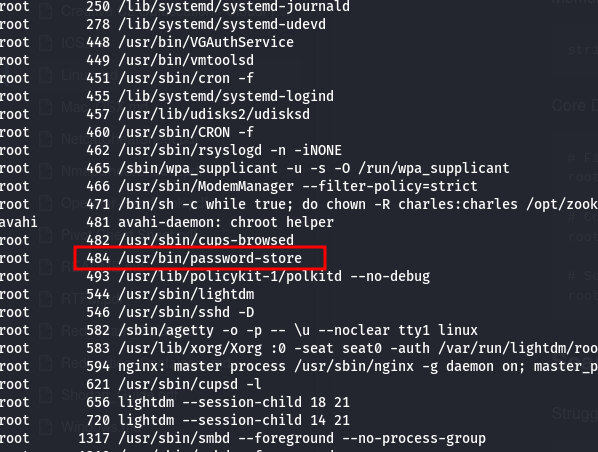 root 250 /lib/systemd/systemd-journald
root 278 /lib/systemd/systemd-udevd
root 448 /usr/bin/VGAuthService
root 449 /usr/bin/vmtoolsd
root 451 /usr/sbin/cron -f
root 455 /lib/systemd/systemd-logind
root 457 /usr/lib/udisks2/udisksd
root 460 /usr/sbin/CRON -f
root 462 /usr/sbin/rsyslogd -n -iNONE
root 465 /sbin/wpa_supplicant -u -s -O /run/wpa_supplicant
root 466 /usr/sbin/ModemManager --filter-policy=strict
root 471 /bin/sh -c while true; do chown -R charles:charles /opt/zook
avahi 481 avahi-daemon: chroot helper
root 482 /usr/sbin/cups-browsed
root 484 /usr/bin/password-store
root 493 /usr/lib/policykit-1/polkitd --no-debug
root 544 /usr/sbin/lightdm
root 546 /usr/sbin/sshd -D
root 582 /sbin/agetty -o -p -- \u --noclear tty1 linux
root 583 /usr/lib/xorg/Xorg :0 -seat seat0 -auth /var/run/lightdm/roo
root 594 nginx: master process /usr/sbin/nginx -g daemon on; master_p
root 621 /usr/sbin/cupsd -l
root 656 lightdm --session-child 18 21
root 720 lightdm --session-child 14 21
root 1317 /usr/sbin/smbd --foreground --no-process-group
Core D
Strugg